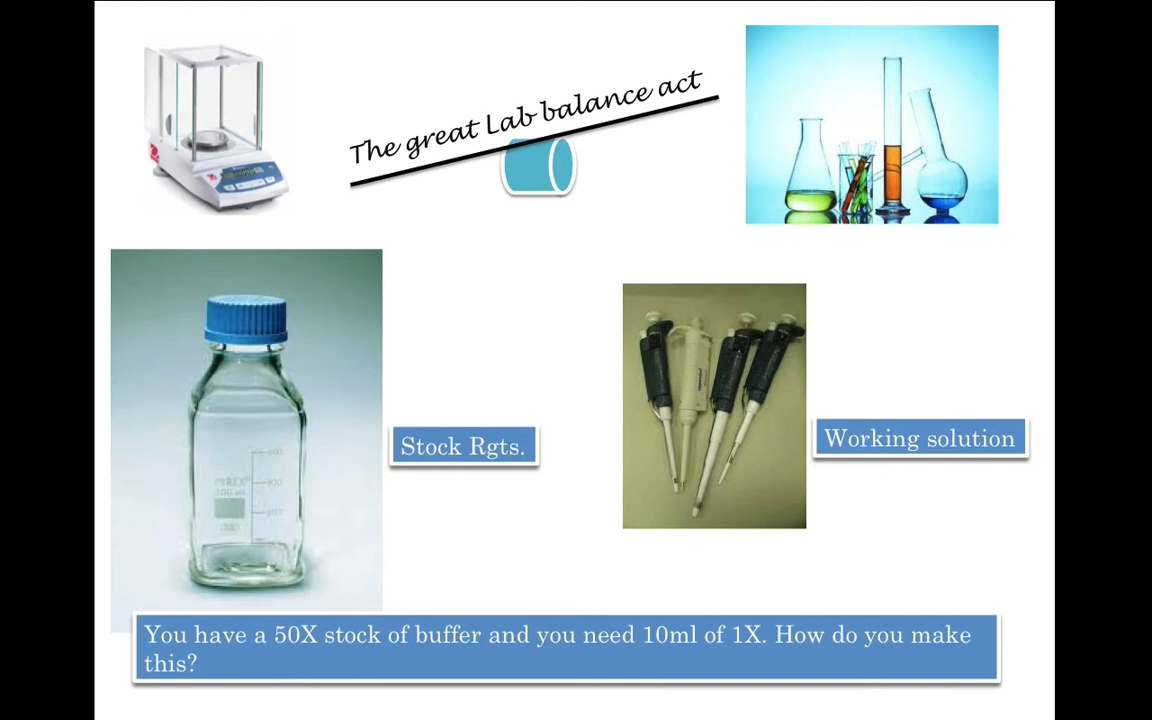 The great Lab balance act
Stock Rgts.
Working solution
PYREX
You have a 50X stock of buffer and you need 10ml of 1X. How do you make
this?